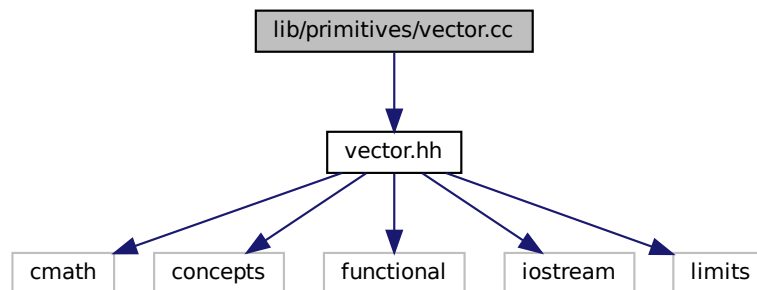 lib/primitives/vector.cc
vector.hh
cmath concepts functional iostream limits